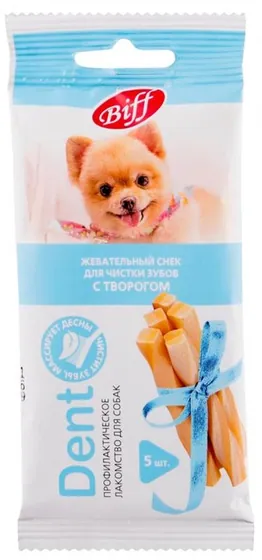 Biff
ЖЕВАТЕЛЬНЫЙ СНЕК
ДЛЯ ЧИСТКИ ЗУБОВ
С ТВОРОГОМ
МАССИРУЕТ ДЕСНЫ
ЧИСТИТ ЗУБЫ
Dent
ПРОФИЛАКТИЧЕСКОЕ
ЛАКОМСТВО ДЛЯ СОБАК
5 шт.